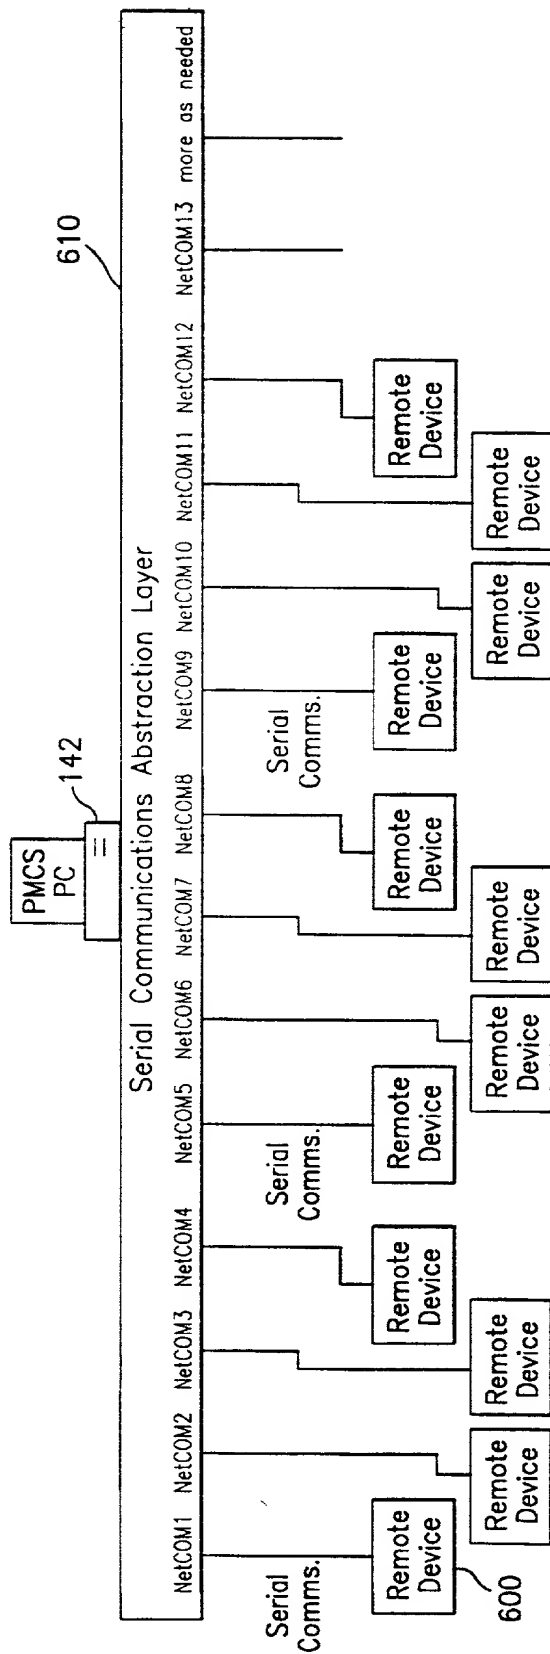 PMCS
PC
142
610
Serial Communications Abstraction Layer
NetCOM1
NetCOM2
NetCOM3
NetCOM4
NetCOM5
NetCOM6
NetCOM7
NetCOM8
NetCOM9
NetCOM10
NetCOM11
NetCOM12
NetCOM13
more as needed
Serial
Comms.
Serial
Comms.
Serial
Comms.
Remote
Device
Remote
Device
Remote
Device
Remote
Device
Remote
Device
Remote
Device
Remote
Device
Remote
Device
Remote
Device
Remote
Device
Remote
Device
Remote
Device
600